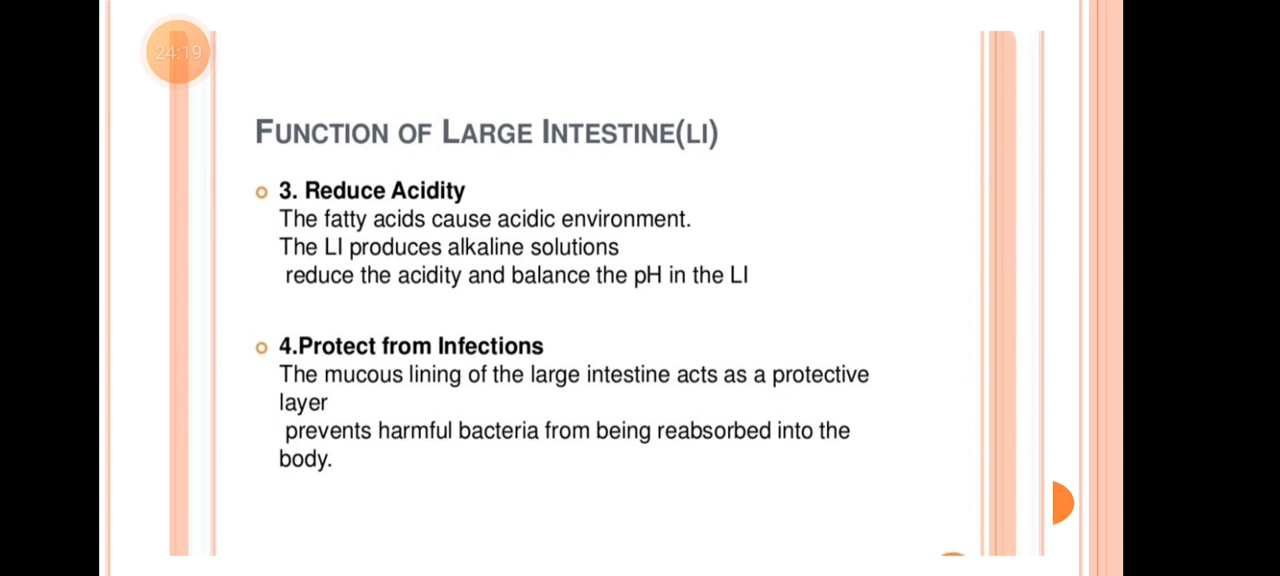 24:19
FUNCTION OF LARGE INTESTINE(LI)
3. Reduce Acidity
The fatty acids cause acidic environment.
The LI produces alkaline solutions
reduce the acidity and balance the pH in the LI
4.Protect from Infections
The mucous lining of the large intestine acts as a protective
layer
prevents harmful bacteria from being reabsorbed into the
body.